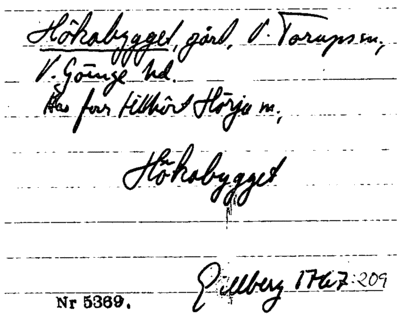 Hökabygget, gård, V. Torups sn,
V. Göinge hd.
Har förr tillhört Hörja sn,
Hökabygget
Gillberg 1767:209
Nr 5369.